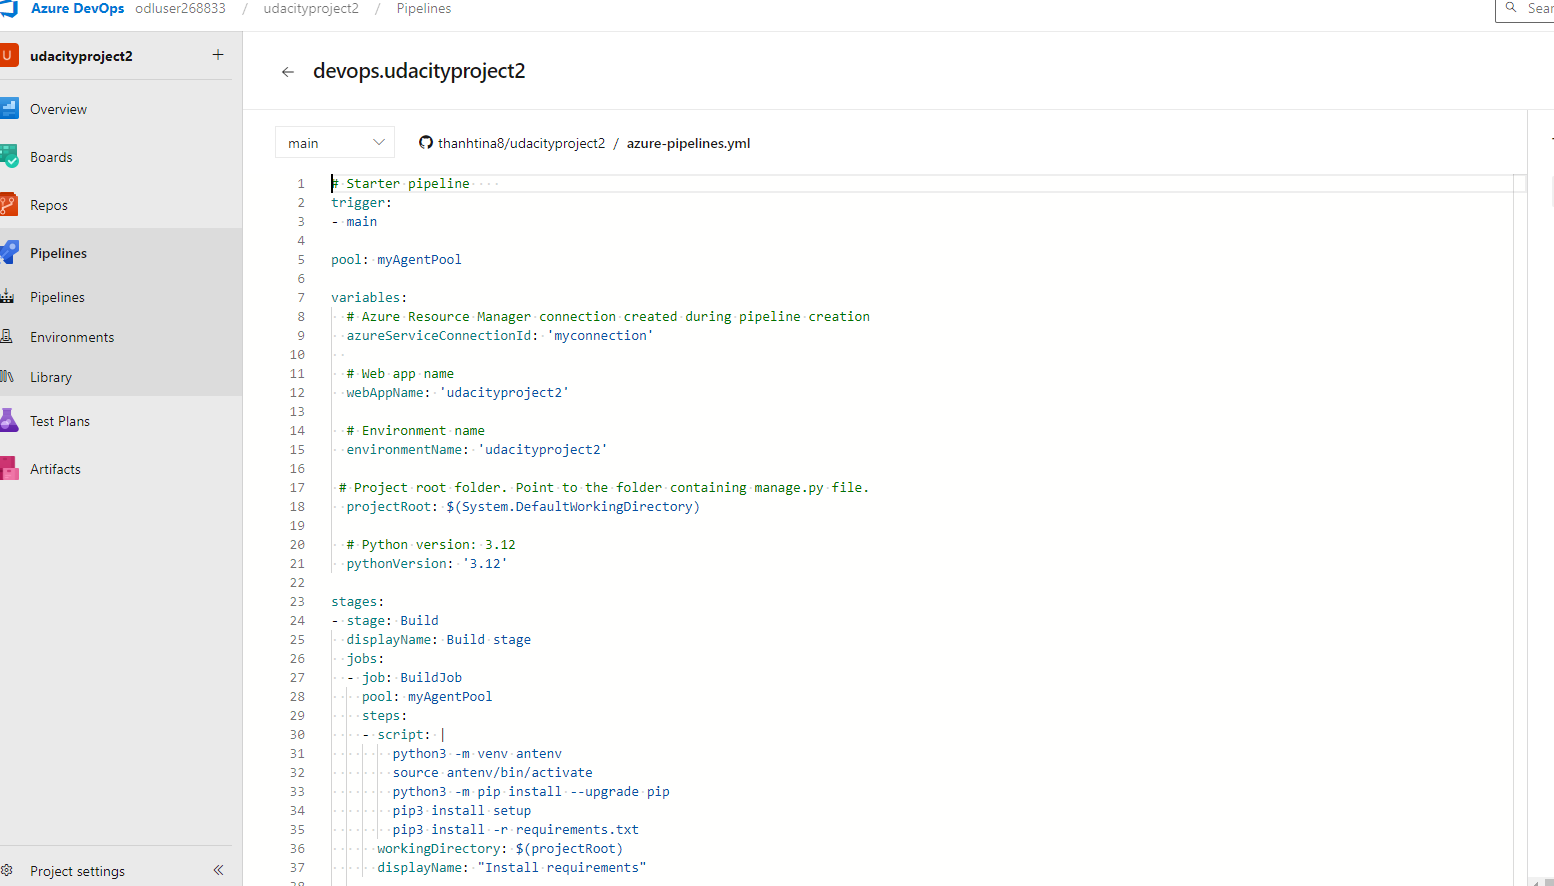 Azure DevOps odluser268833 / udacityproject2 / Pipelines
U udacityproject2 +
Overview
Boards
Repos
Pipelines
Pipelines
Environments
Library
Test Plans
Artifacts
Project settings
devops.udacityproject2
main
thanhtina8/udacityproject2 / azure-pipelines.yml
1 # Starter pipeline
2 trigger:
3 - main
4
5 pool: myAgentPool
6
7 variables:
8 # Azure Resource Manager connection created during pipeline creation
9 azureServiceConnectionId: 'myconnection'
10
11 # Web app name
12 webAppName: 'udacityproject2'
13
14 # Environment name
15 environmentName: 'udacityproject2'
16
17 # Project root folder. Point to the folder containing manage.py file.
18 projectRoot: $(System.DefaultWorkingDirectory)
19
20 # Python version: 3.12
21 pythonVersion: '3.12'
22
23 stages:
24 - stage: Build
25 displayName: Build stage
26 jobs:
27 - job: BuildJob
28 pool: myAgentPool
29 steps:
30 - script: |
31 python3 -m venv antenv
32 source antenv/bin/activate
33 python3 -m pip install --upgrade pip
34 pip3 install setup
35 pip3 install -r requirements.txt
36 workingDirectory: $(projectRoot)
37 displayName: "Install requirements"